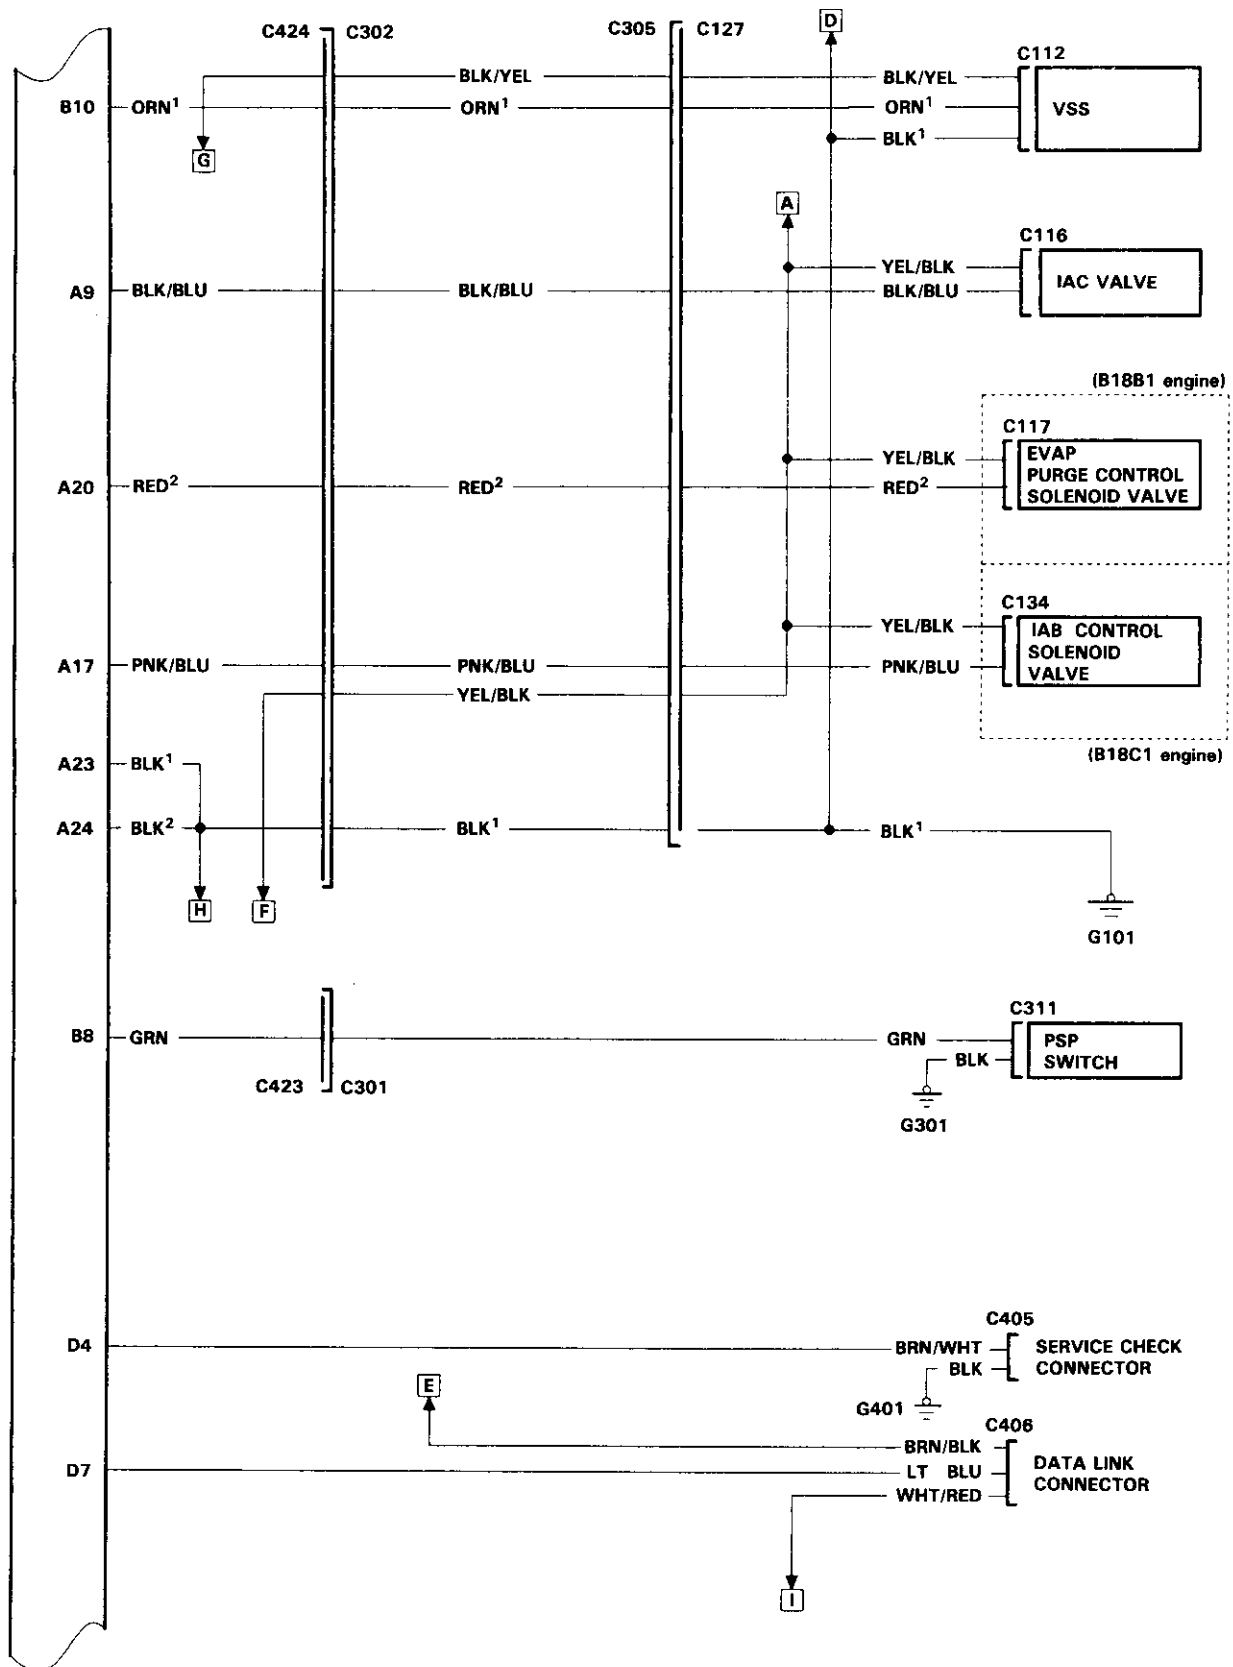 C424 C302 C305 C127 D
C112
BLK/YEL BLK/YEL
B10 ORN¹ ORN¹ ORN¹ VSS
BLK¹
G
A
C116
YEL/BLK
A9 BLK/BLU BLK/BLU BLK/BLU IAC VALVE
(B18B1 engine)
C117
YEL/BLK EVAP
PURGE CONTROL
A20 RED² RED² RED² SOLENOID VALVE
C134
YEL/BLK IAB CONTROL
SOLENOID
A17 PNK/BLU PNK/BLU PNK/BLU VALVE
YEL/BLK
(B18C1 engine)
A23 BLK¹
A24 BLK² BLK¹ BLK¹
H F
G101
C311
B8 GRN GRN PSP
BLK SWITCH
C423 C301
G301
C405
D4 BRN/WHT SERVICE CHECK
BLK CONNECTOR
E
G401
C406
BRN/BLK
D7 LT BLU DATA LINK
WHT/RED CONNECTOR
I